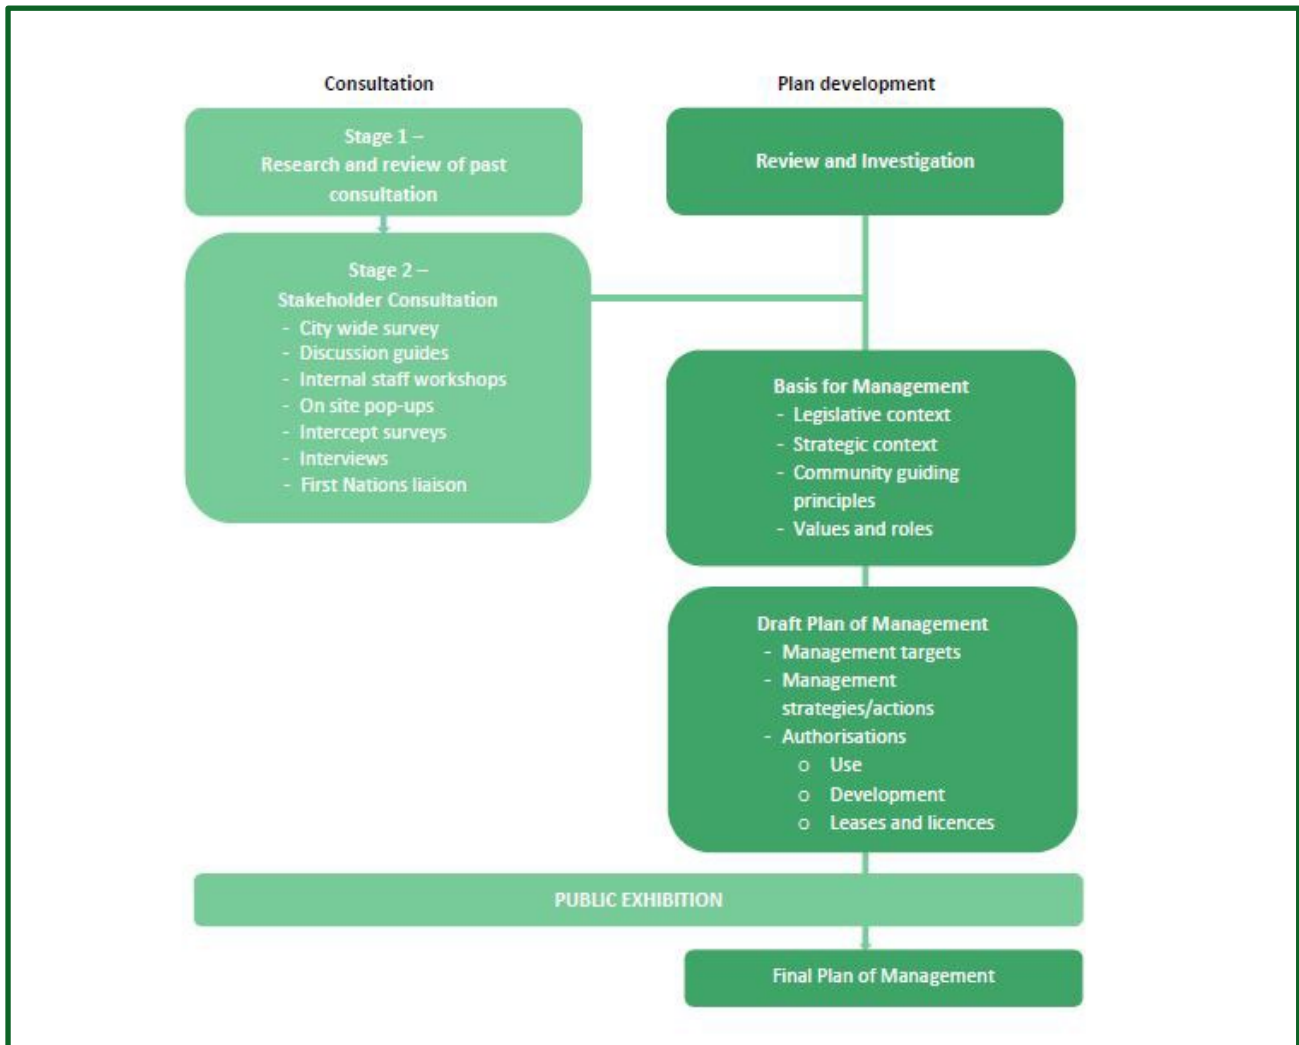 Consultation
Stage 1 –
Research and review of past
consultation
Stage 2 –
Stakeholder Consultation
- City wide survey
- Discussion guides
- Internal staff workshops
- On site pop-ups
- Intercept surveys
- Interviews
- First Nations liaison
Plan development
Review and Investigation
Basis for Management
- Legislative context
- Strategic context
- Community guiding
principles
- Values and roles
Draft Plan of Management
- Management targets
- Management
strategies/actions
- Authorisations
o Use
o Development
o Leases and licences
PUBLIC EXHIBITION
Final Plan of Management